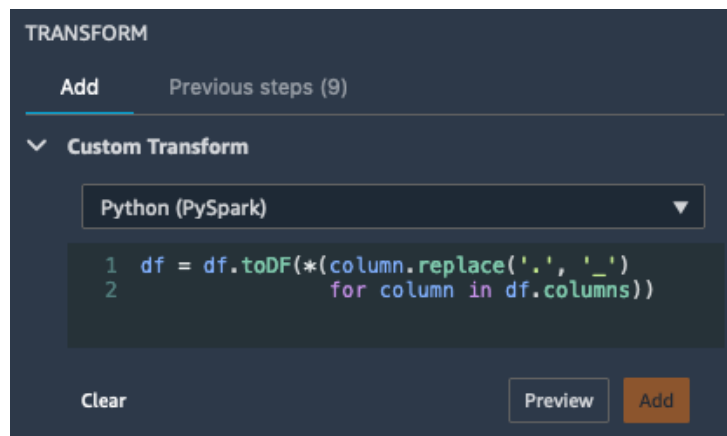 TRANSFORM
Add Previous steps (9)
Custom Transform
Python (PySpark)
1 df = df.toDF(*(column.replace('.', '_')
2 for column in df.columns))
Clear Preview Add